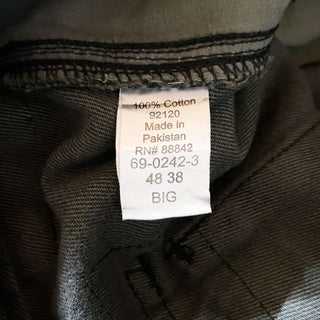 100% Cotton
92120
Made in
Pakistan
RN# 88842
69-0242-3
48 38
BIG